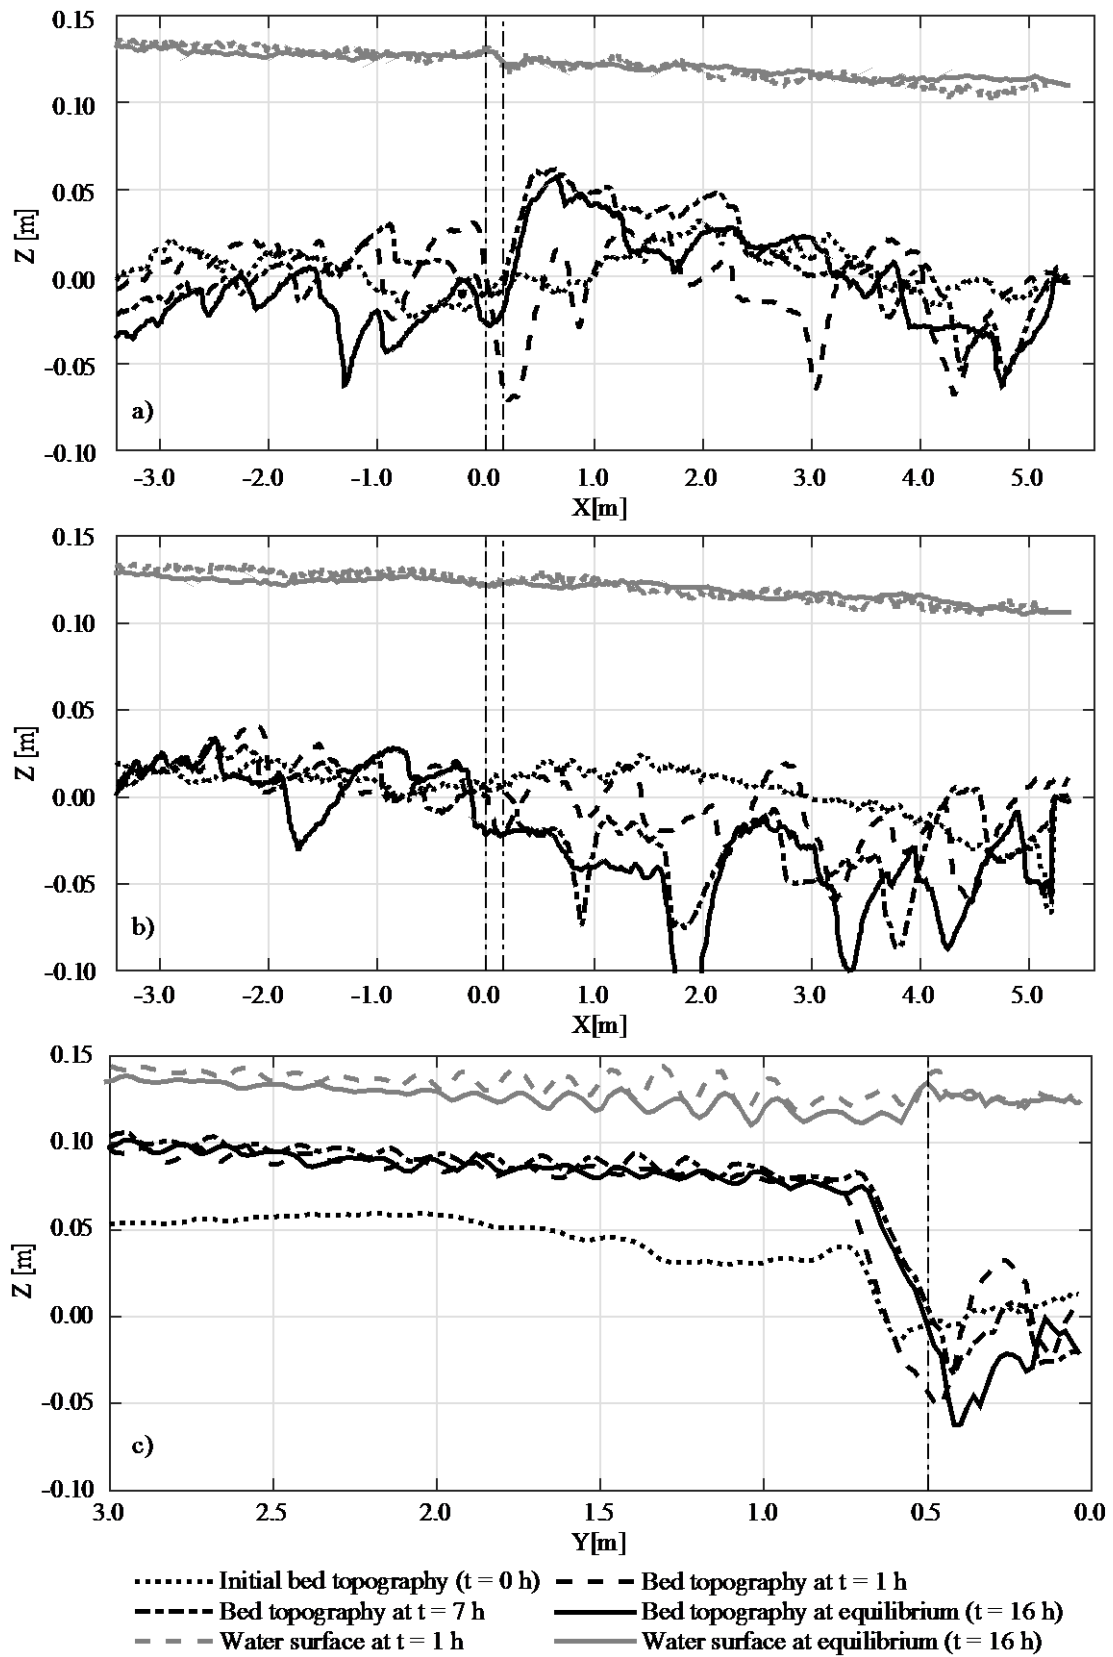 0.15
0.10
0.05
0.00
-0.05
-0.10
Z [m]
a)
-3.0 -2.0 -1.0 0.0 1.0 2.0 3.0 4.0 5.0
X[m]
0.15
0.10
0.05
0.00
-0.05
-0.10
Z [m]
b)
-3.0 -2.0 -1.0 0.0 1.0 2.0 3.0 4.0 5.0
X[m]
0.15
0.10
0.05
0.00
-0.05
-0.10
Z [m]
c)
3.0 2.5 2.0 1.5 1.0 0.5 0.0
Y[m]
Initial bed topography (t = 0 h) Bed topography at t = 1 h
Bed topography at t = 7 h Bed topography at equilibrium (t = 16 h)
Water surface at t = 1 h Water surface at equilibrium (t = 16 h)